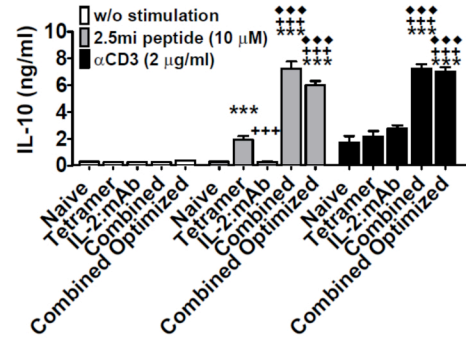 w/o stimulation
2.5mi peptide (10 μM)
αCD3 (2 μg/ml)
IL-10 (ng/ml)
10
8
6
4
2
0
***
+++
◆◆◆
‡‡‡
***
◆◆◆
‡‡‡
***
◆◆◆
‡‡‡
***
◆◆◆
‡‡‡
***
Naive
Tetramer
IL-2:mAb
Combined
Combined Optimized
Naive
Tetramer
IL-2:mAb
Combined
Combined Optimized
Naive
Tetramer
IL-2:mAb
Combined
Combined Optimized